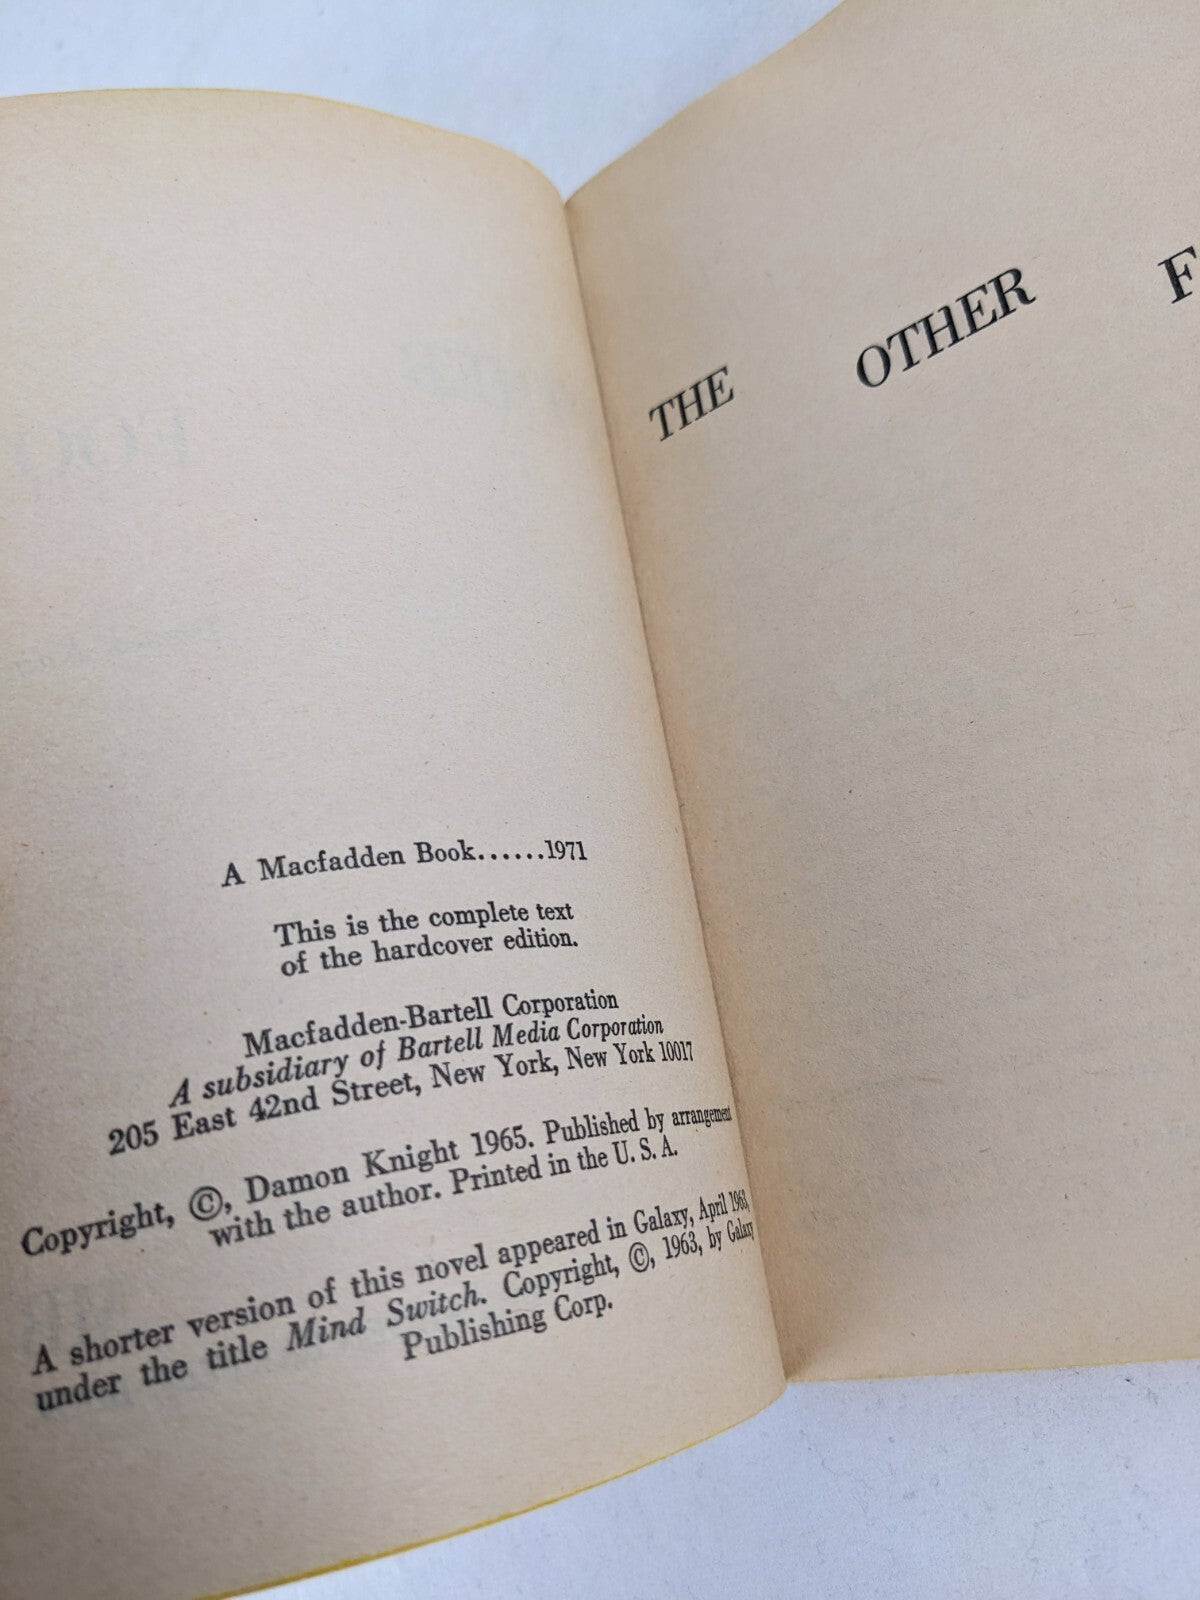 A Macfadden Book......1971
This is the complete text
of the hardcover edition.
Macfadden-Bartell Corporation
A subsidiary of Bartell Media Corporation
205 East 42nd Street, New York, New York 10017
Copyright, ©, Damon Knight 1965. Published by arrangement
with the author. Printed in the U. S. A.
A shorter version of this novel appeared in Galaxy, April 1963,
under the title Mind Switch. Copyright, ©, 1963, by Galaxy
Publishing Corp.
THE OTHER F